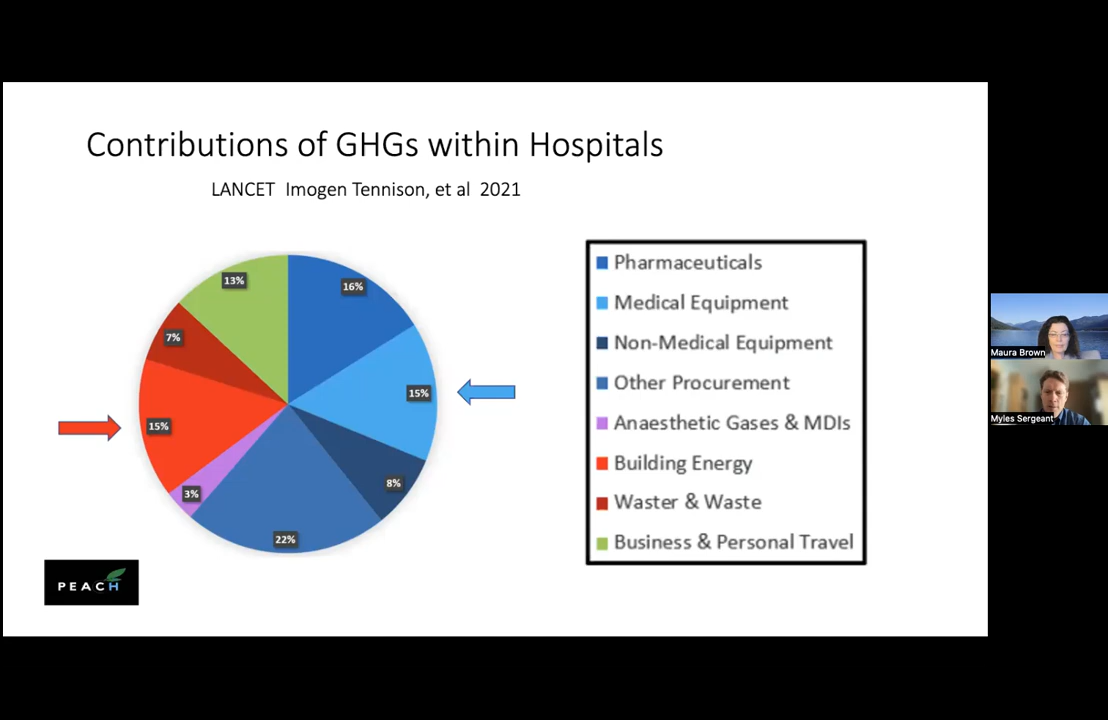 Contributions of GHGs within Hospitals
LANCET Imogen Tennison, et al 2021
13%
16%
7%
15%
15%
3%
8%
22%
Pharmaceuticals
Medical Equipment
Non-Medical Equipment
Other Procurement
Anaesthetic Gases & MDIs
Building Energy
Waster & Waste
Business & Personal Travel
PEACH
Maura Brown
Myles Sergeant